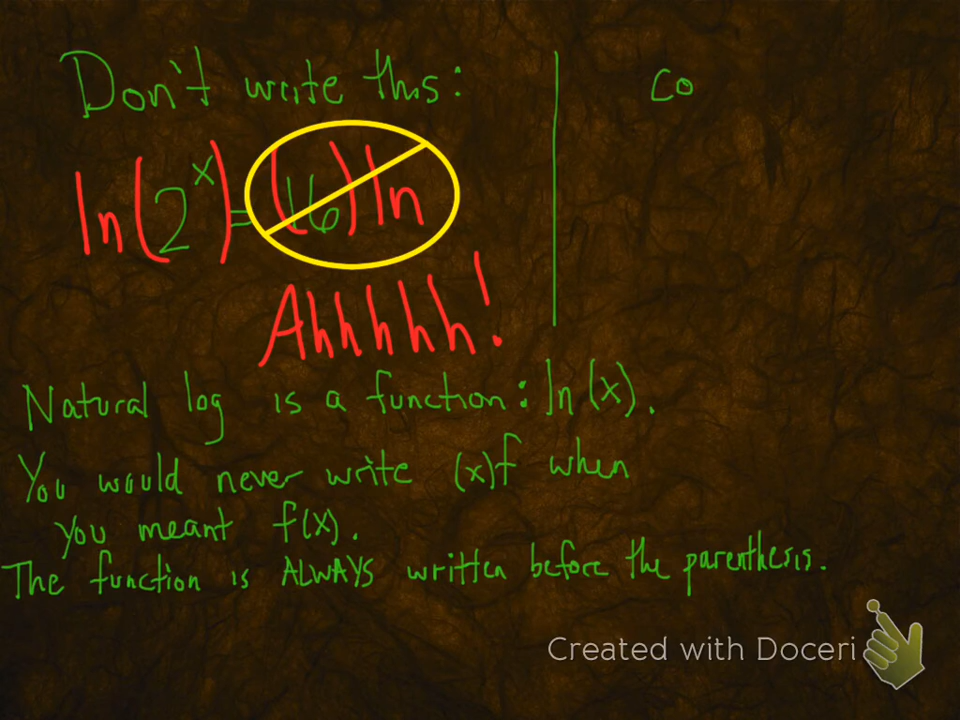 Don't write this:
ln(2^x) = (16) ln
Ahhhhh!
Co
Natural log is a function: ln(x).
You would never write (x)f when
you meant f(x).
The function is ALWAYS written before the parenthesis.
Created with Doceri